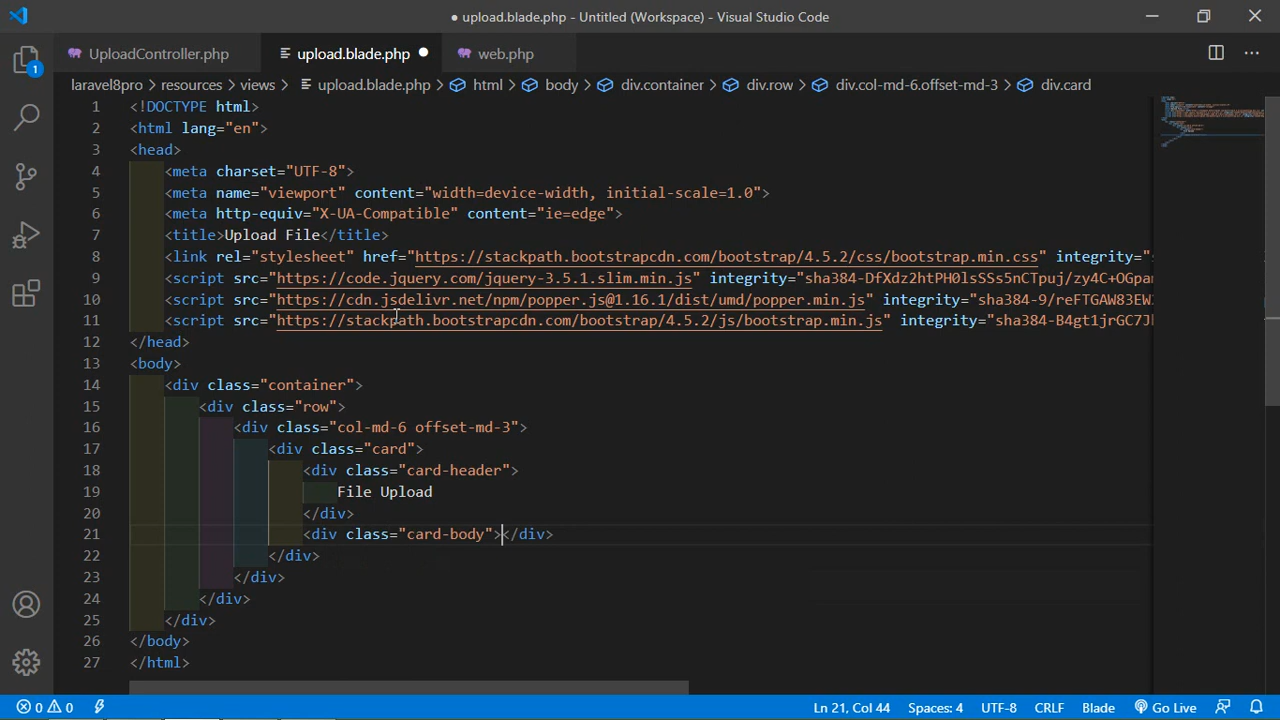 upload.blade.php - Untitled (Workspace) - Visual Studio Code
UploadController.php
upload.blade.php
web.php
1
laravel8pro > resources > views > upload.blade.php > html > body > div.container > div.row > div.col-md-6.offset-md-3 > div.card
1 <!DOCTYPE html>
2 <html lang="en">
3 <head>
4 <meta charset="UTF-8">
5 <meta name="viewport" content="width=device-width, initial-scale=1.0">
6 <meta http-equiv="X-UA-Compatible" content="ie=edge">
7 <title>Upload File</title>
8 <link rel="stylesheet" href="https://stackpath.bootstrapcdn.com/bootstrap/4.5.2/css/bootstrap.min.css" integrity="
9 <script src="https://code.jquery.com/jquery-3.5.1.slim.min.js" integrity="sha384-DfXdz2htPH0lsSSs5nCTpuj/zy4C+OGpam
10 <script src="https://cdn.jsdelivr.net/npm/popper.js@1.16.1/dist/umd/popper.min.js" integrity="sha384-9/reFTGAW83EW2
11 <script src="https://stackpath.bootstrapcdn.com/bootstrap/4.5.2/js/bootstrap.min.js" integrity="sha384-B4gt1jrGC7J
12 </head>
13 <body>
14 <div class="container">
15 <div class="row">
16 <div class="col-md-6 offset-md-3">
17 <div class="card">
18 <div class="card-header">
19 File Upload
20 </div>
21 <div class="card-body"></div>
22 </div>
23 </div>
24 </div>
25 </div>
26 </body>
27 </html>
0 0 Ln 21, Col 44 Spaces: 4 UTF-8 CRLF Blade Go Live